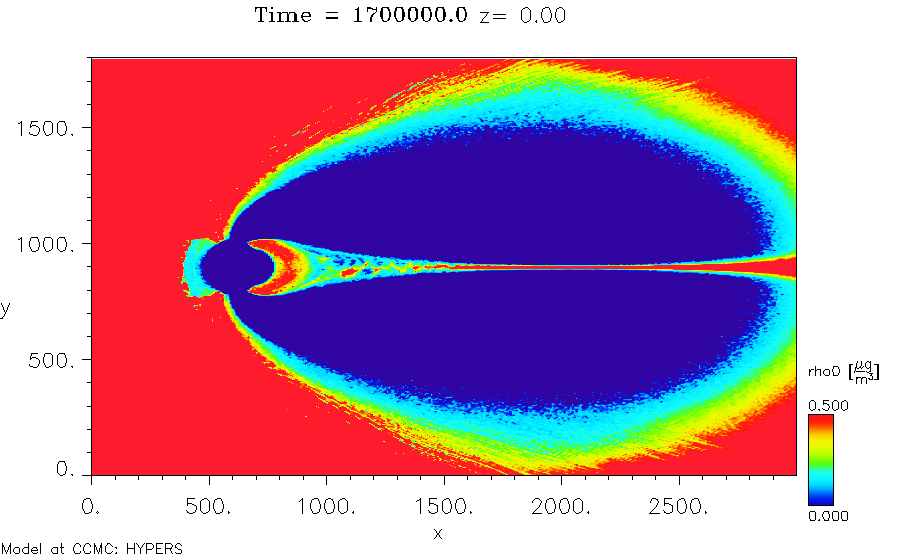 Time = 1700000.0 z= 0.00
1500.
1000.
500.
0.
y
0. 500. 1000. 1500. 2000. 2500.
x
rho0 [μg/m³]
0.500
0.000
Model at CCMC: HYPERS